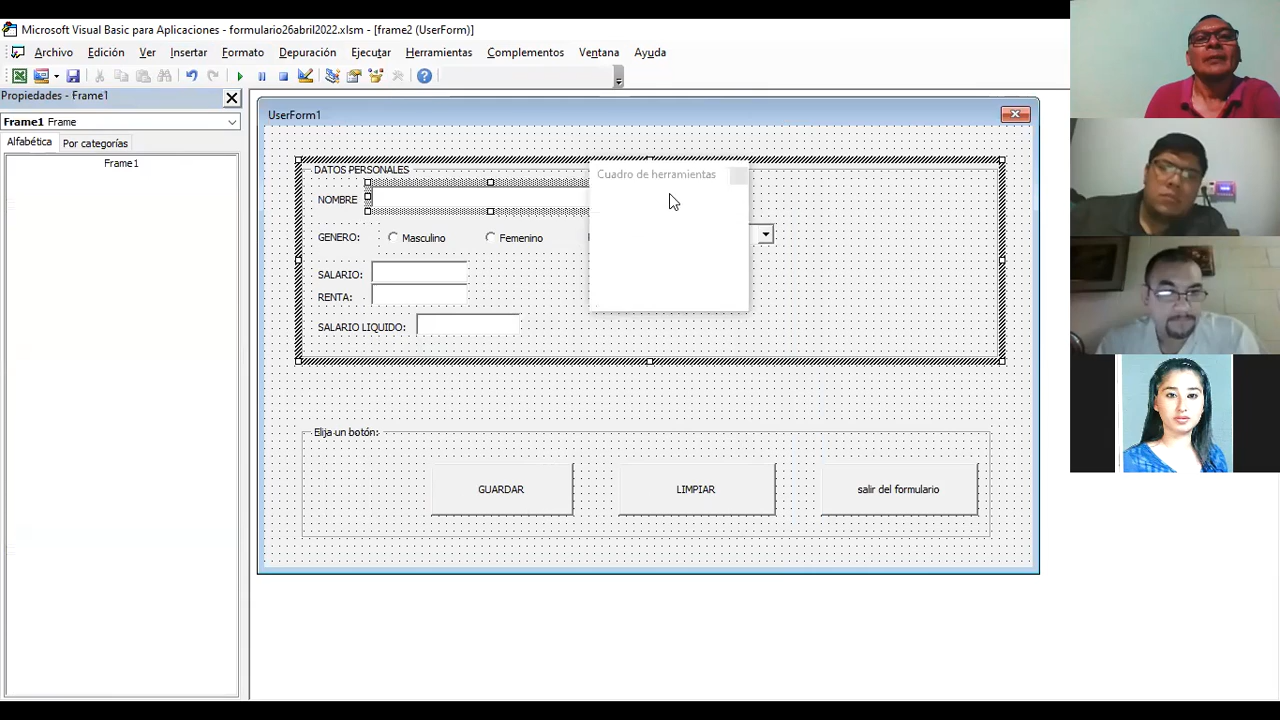 Microsoft Visual Basic para Aplicaciones - formulario26abril2022.xlsm - [frame2 (UserForm)]
Archivo Edición Ver Insertar Formato Depuración Ejecutar Herramientas Complementos Ventana Ayuda
Propiedades - Frame1
Frame1 Frame
Alfabética Por categorías
Frame1
UserForm1
DATOS PERSONALES
Cuadro de herramientas
NOMBRE
GENERO: Masculino Femenino
SALARIO:
RENTA:
SALARIO LIQUIDO:
Elija un botón:
GUARDAR LIMPIAR salir del formulario